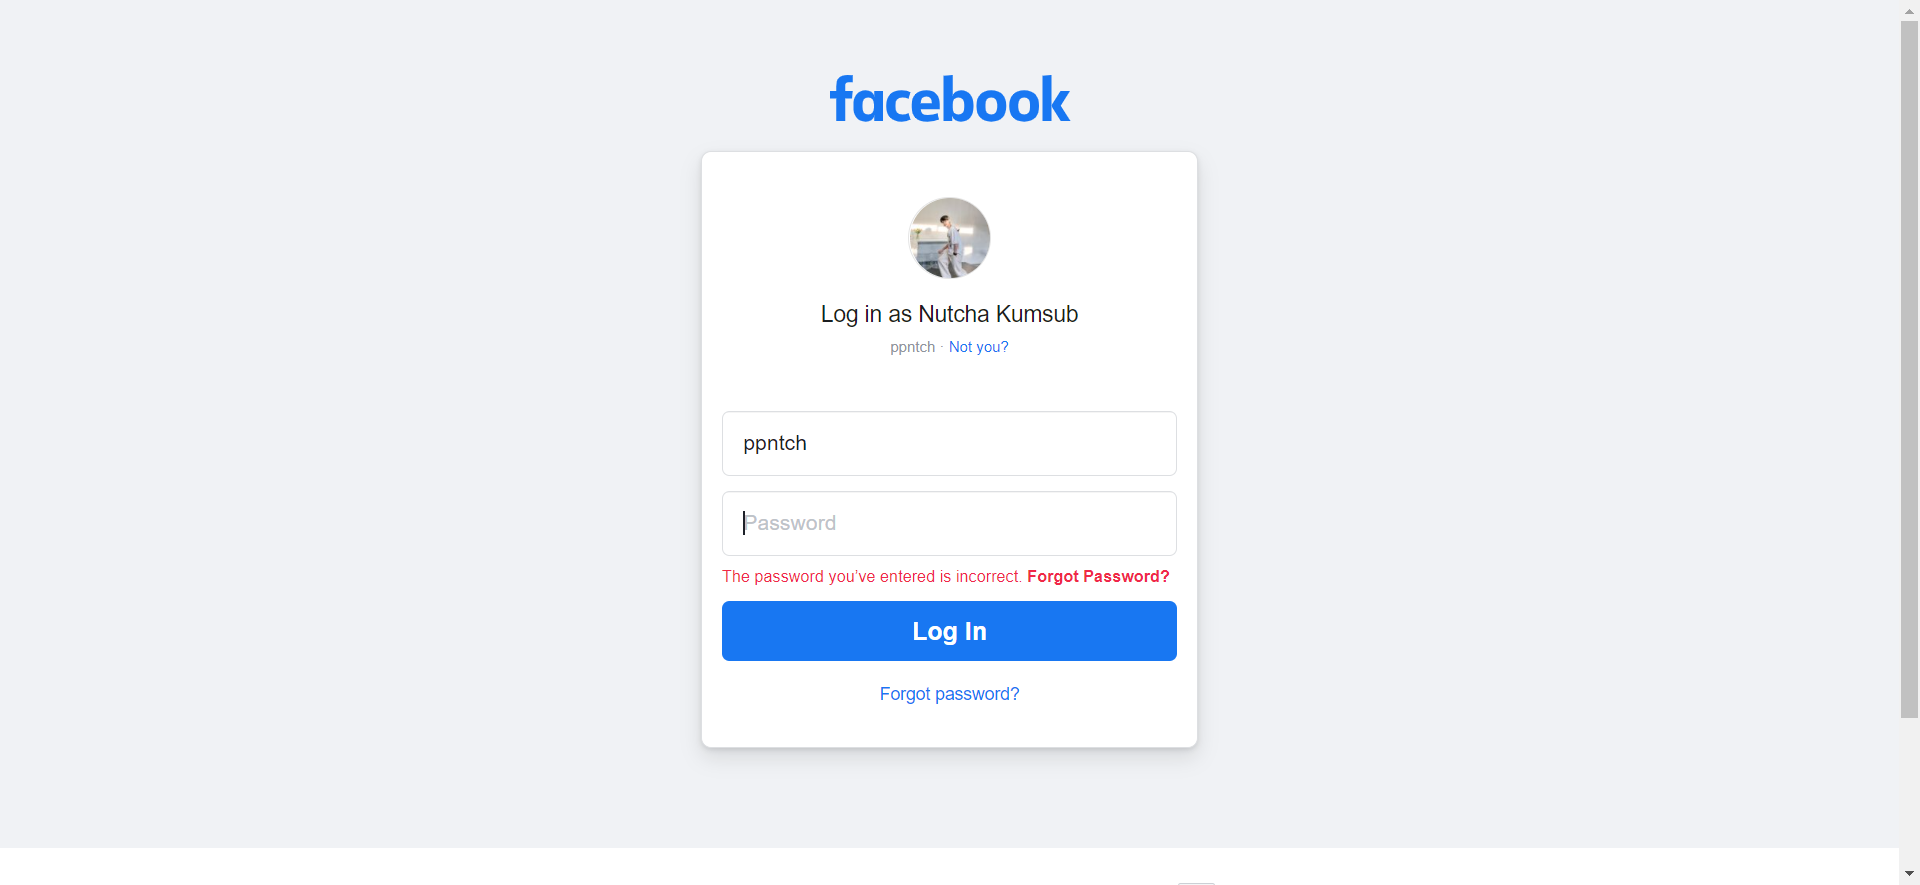 facebook
Log in as Nutcha Kumsub
ppntch · Not you?
ppntch
Password
The password you’ve entered is incorrect. Forgot Password?
Log In
Forgot password?